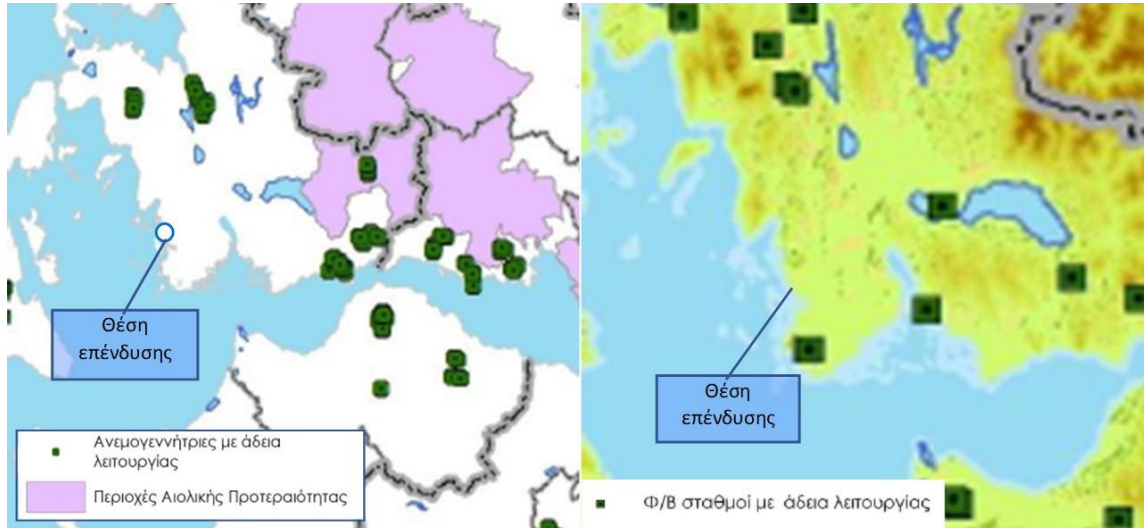 Θέση
επένδυσης
Ανεμογεννήτριες με άδεια
λειτουργίας
Περιοχές Αιολικής Προτεραιότητας
Θέση
επένδυσης
Φ/Β σταθμοί με άδεια λειτουργίας